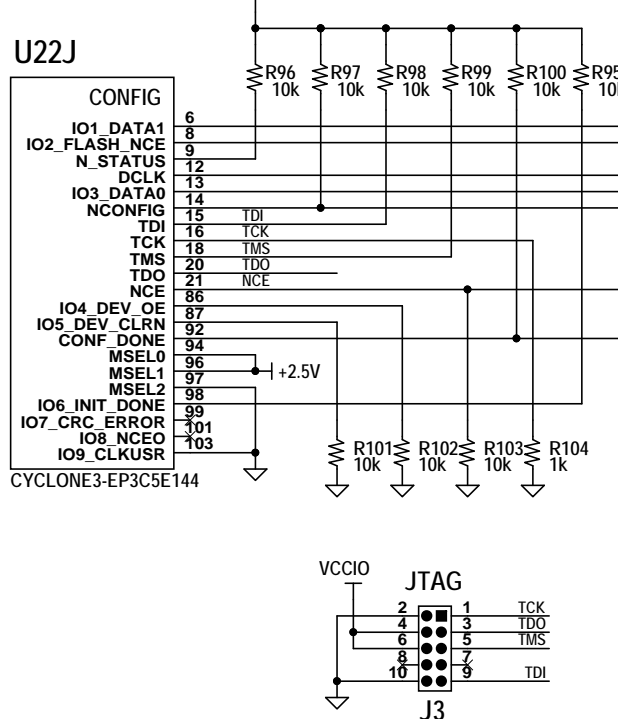 U22J
CONFIG
R96 10k
R97 10k
R98 10k
R99 10k
R100 10k
R95
IO1_DATA1 6
IO2_FLASH_NCE 8
N_STATUS 9
DCLK 12
IO3_DATA0 13
NCONFIG 14
TDI 15 TDI
TCK 16 TCK
TMS 18 TMS
TDO 20 TDO
NCE 21 NCE
IO4_DEV_OE 86
IO5_DEV_CLRN 87
CONF_DONE 92
MSEL0 94
MSEL1 96 +2.5V
MSEL2 97
IO6_INIT_DONE 98
IO7_CRC_ERROR 99
IO8_NCEO 101
IO9_CLKUSR 103
CYCLONE3-EP3C5E144
R101 10k
R102 10k
R103 10k
R104 1k
VCCIO
JTAG
2 1 TCK
4 3 TDO
6 5 TMS
8 7
10 9 TDI
J3